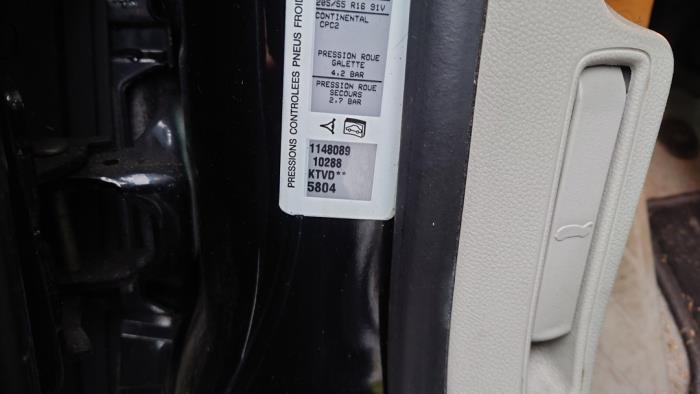 PRESSIONS CONTROLEES PNEUS FROID
205/55 R16 91V
CONTINENTAL
CPC2
PRESSION ROUE
GALETTE
4.2 BAR
PRESSION ROUE
SECOURS
2.7 BAR
1148089
10288
KTVD**
5804